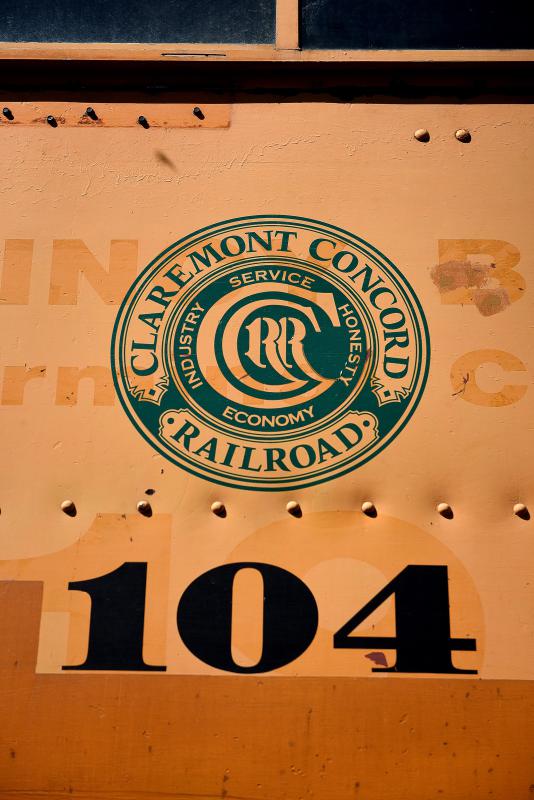 CLAREMONT CONCORD
SERVICE
INDUSTRY
HONESTY
CCRR
ECONOMY
RAILROAD
104